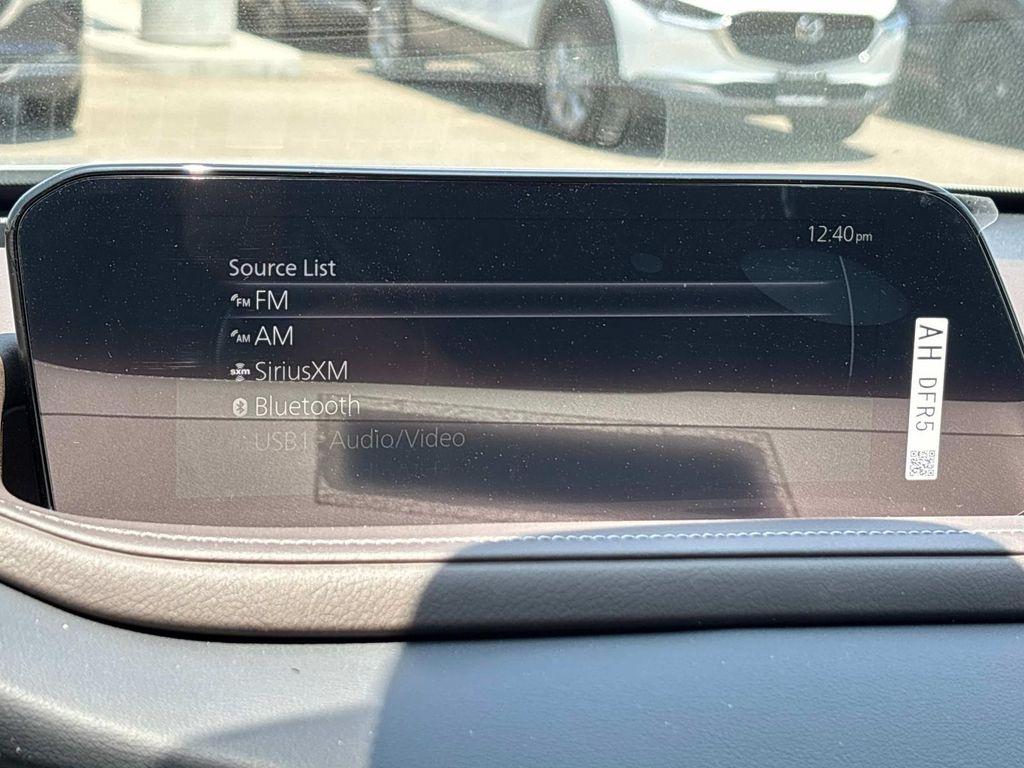 12:40pm
Source List
FM FM
AM AM
sxm SiriusXM
Bluetooth
USB1 - Audio/Video
AH DFR5